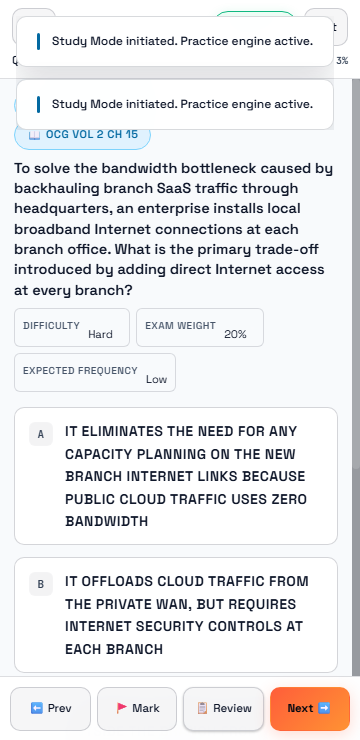 Study Mode initiated. Practice engine active.
3%
Study Mode initiated. Practice engine active.
OCG VOL 2 CH 15
To solve the bandwidth bottleneck caused by
backhauling branch SaaS traffic through
headquarters, an enterprise installs local
broadband Internet connections at each
branch office. What is the primary trade-off
introduced by adding direct Internet access
at every branch?
DIFFICULTY Hard
EXAM WEIGHT 20%
EXPECTED FREQUENCY Low
A
IT ELIMINATES THE NEED FOR ANY
CAPACITY PLANNING ON THE NEW
BRANCH INTERNET LINKS BECAUSE
PUBLIC CLOUD TRAFFIC USES ZERO
BANDWIDTH
B
IT OFFLOADS CLOUD TRAFFIC FROM
THE PRIVATE WAN, BUT REQUIRES
INTERNET SECURITY CONTROLS AT
EACH BRANCH
Prev
Mark
Review
Next